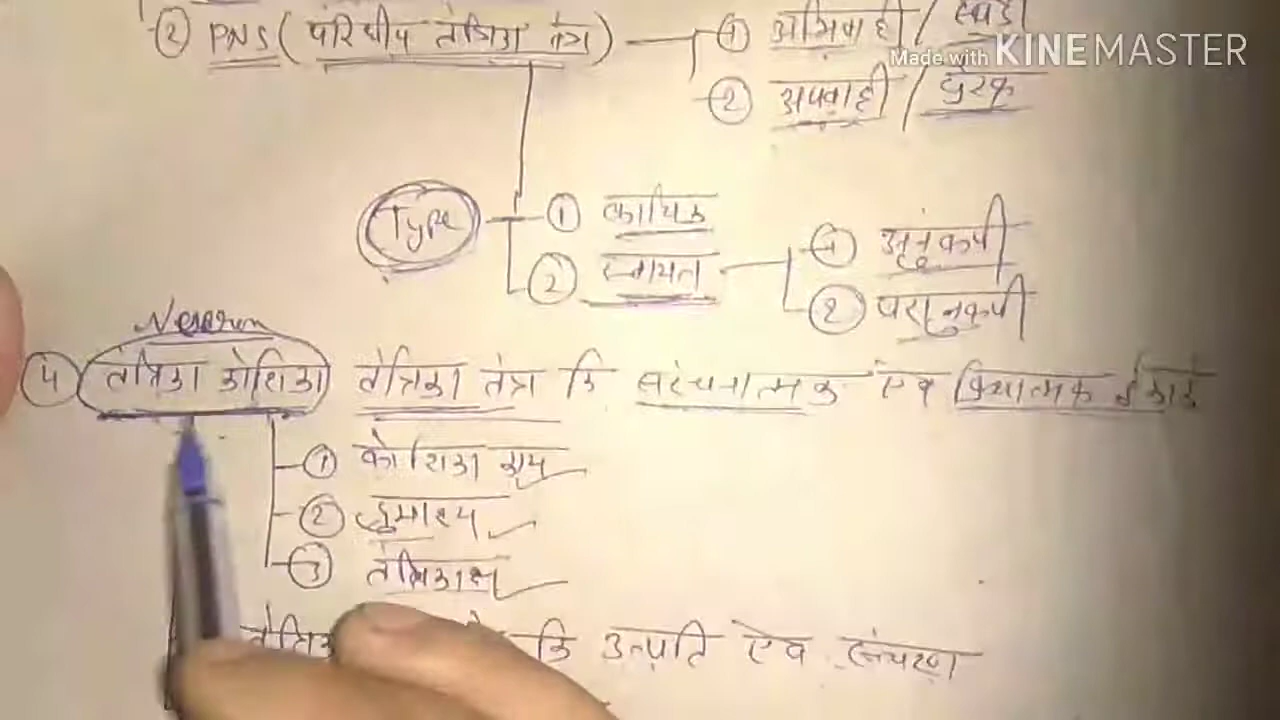 ② PNS ( परिधीय तंत्रिका तंत्र )
① अभिवाही /
② अपवाही / प्रेरक
Made with KINEMASTER
Type
① कायिक
② स्वायत
① अनुकंपी
② परानुकंपी
Neuron
④ तंत्रिका कोशिका तंत्रिका तंत्र कि संरचनात्मक एव क्रियात्मक ईकाई
① कोशिका काय
② द्रुमाश्य
③ तंत्रिकाक्ष
कि उत्पति ऐव संचरण